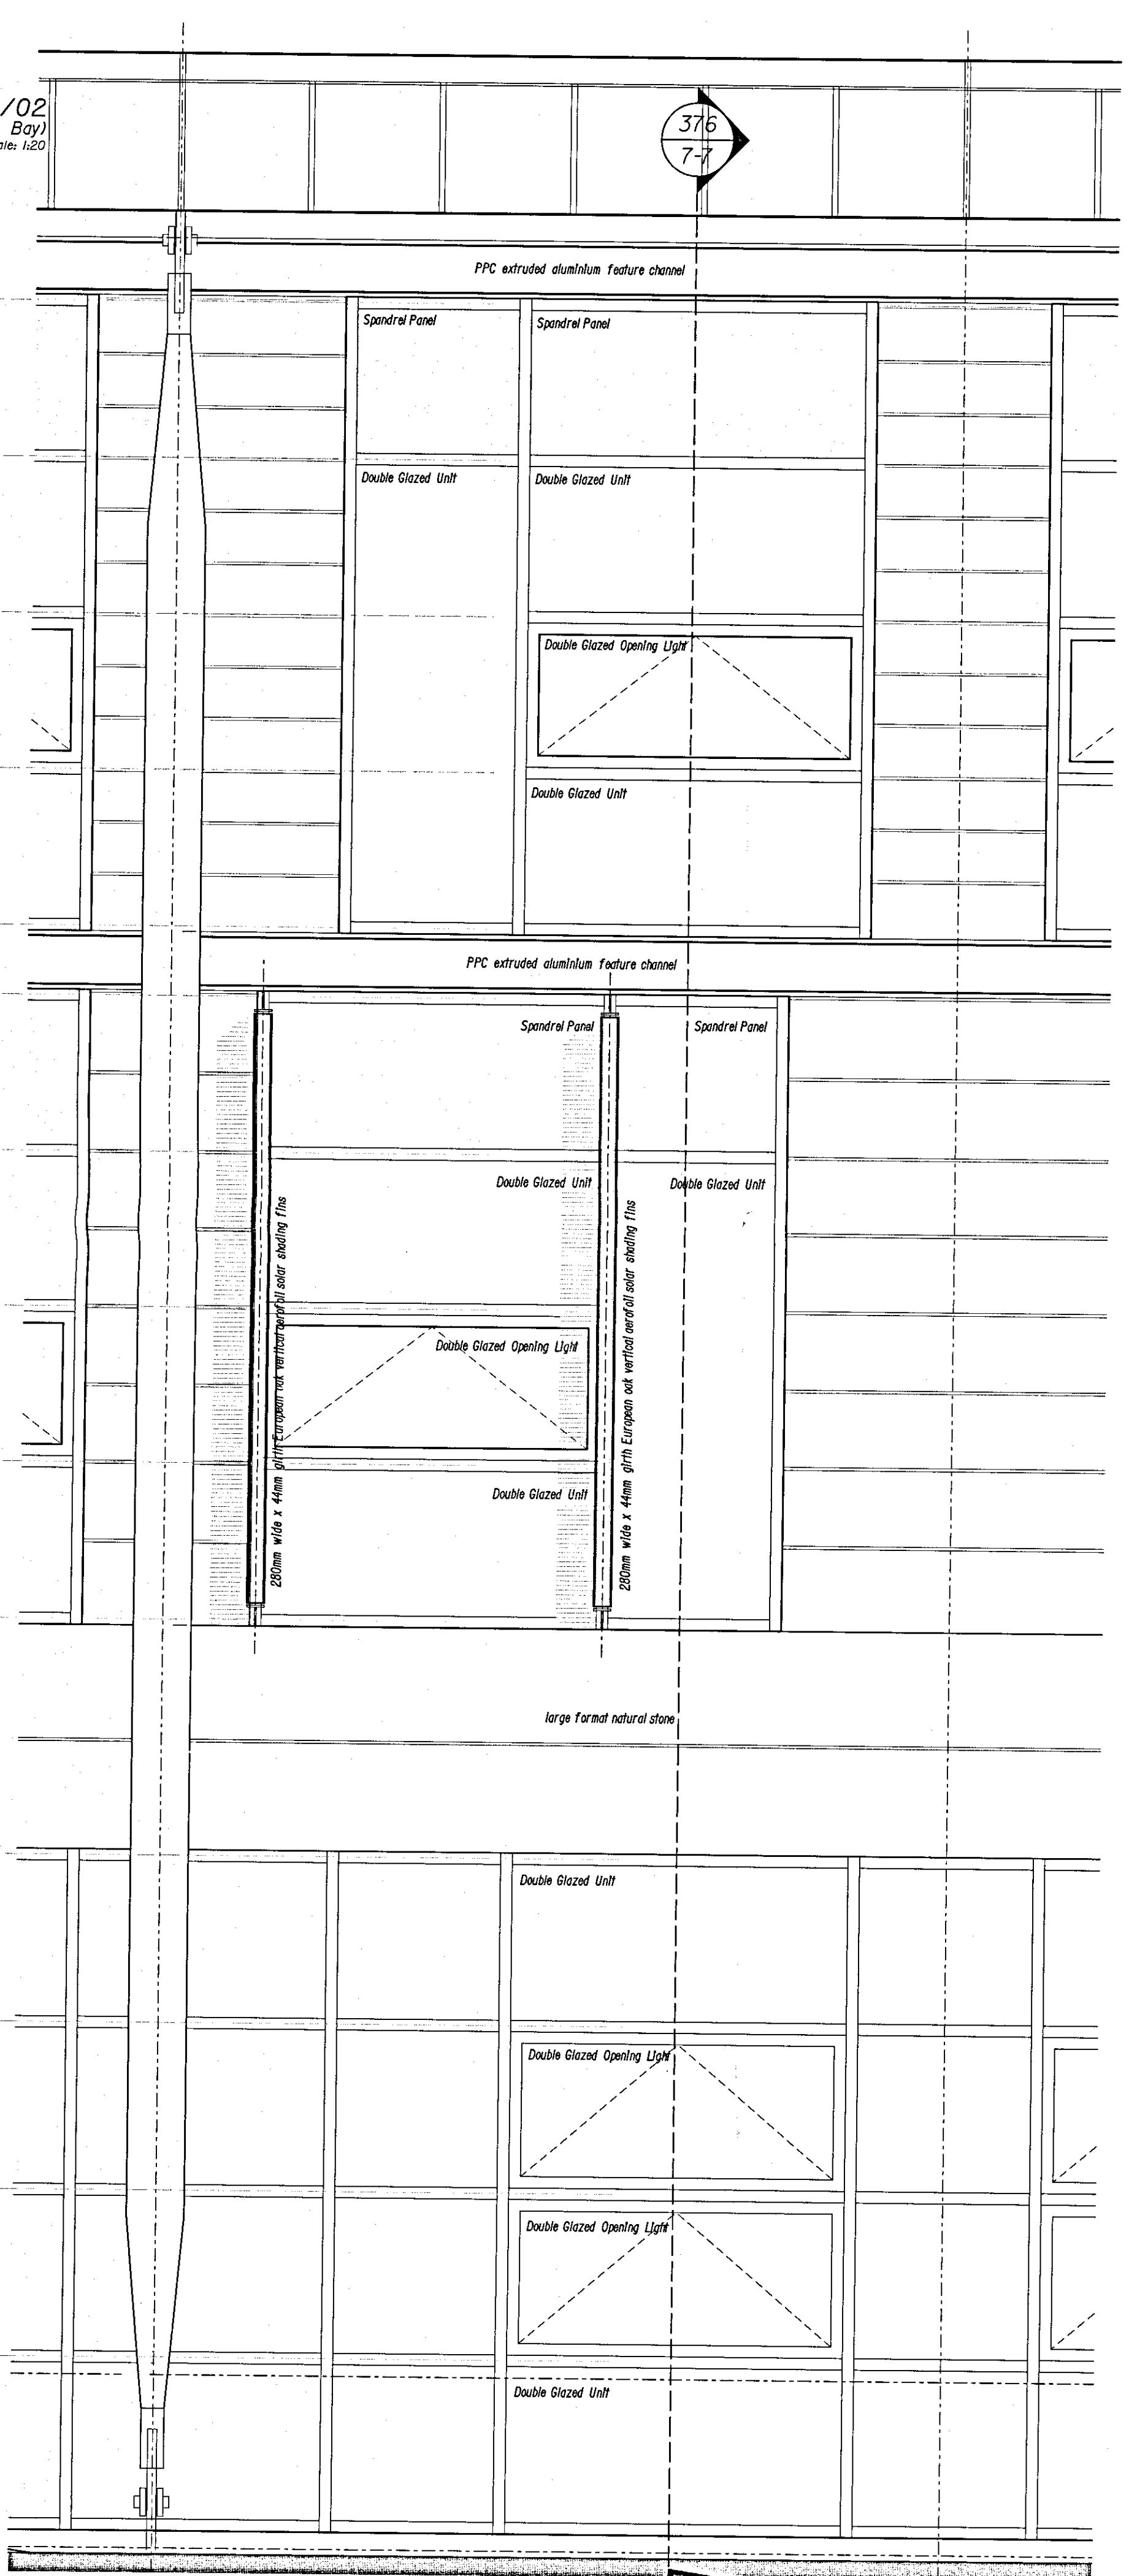 /02
Bay)
1:20
376
7-7
PPC extruded aluminium feature channel
Spandrel Panel
Spandrel Panel
Double Glazed Unit
Double Glazed Unit
Double Glazed Opening Light
Double Glazed Unit
PPC extruded aluminium feature channel
Spandrel Panel
Spandrel Panel
Double Glazed Unit
Double Glazed Unit
280mm wide x 44mm girth European oak vertical aerofoil solar shading fins
280mm wide x 44mm girth European oak vertical aerofoil solar shading fins
Double Glazed Opening Light
Double Glazed Unit
large format natural stone
Double Glazed Unit
Double Glazed Opening Light
Double Glazed Opening Light
Double Glazed Unit